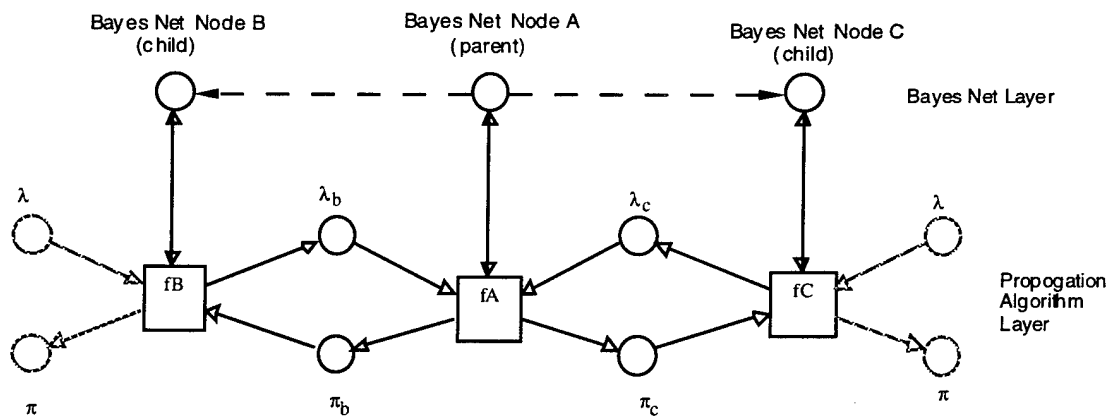 Bayes Net Node B
(child)
Bayes Net Node A
(parent)
Bayes Net Node C
(child)
Bayes Net Layer
λ
λb
λc
λ
fB
fA
fC
Propogation
Algorithm
Layer
π
πb
πc
π